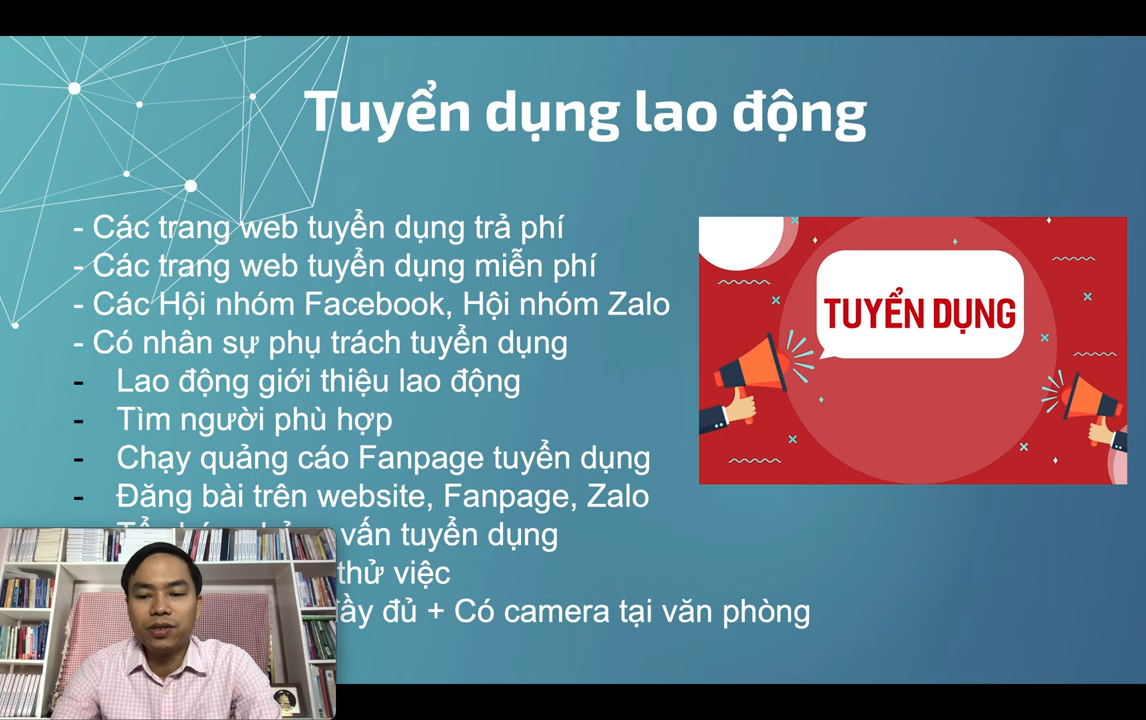 Tuyển dụng lao động
- Các trang web tuyển dụng trả phí
- Các trang web tuyển dụng miễn phí
- Các Hội nhóm Facebook, Hội nhóm Zalo
- Có nhân sự phụ trách tuyển dụng
- Lao động giới thiệu lao động
- Tìm người phù hợp
- Chạy quảng cáo Fanpage tuyển dụng
- Đăng bài trên website, Fanpage, Zalo
vấn tuyển dụng
thử việc
đầy đủ + Có camera tại văn phòng
TUYỂN DỤNG